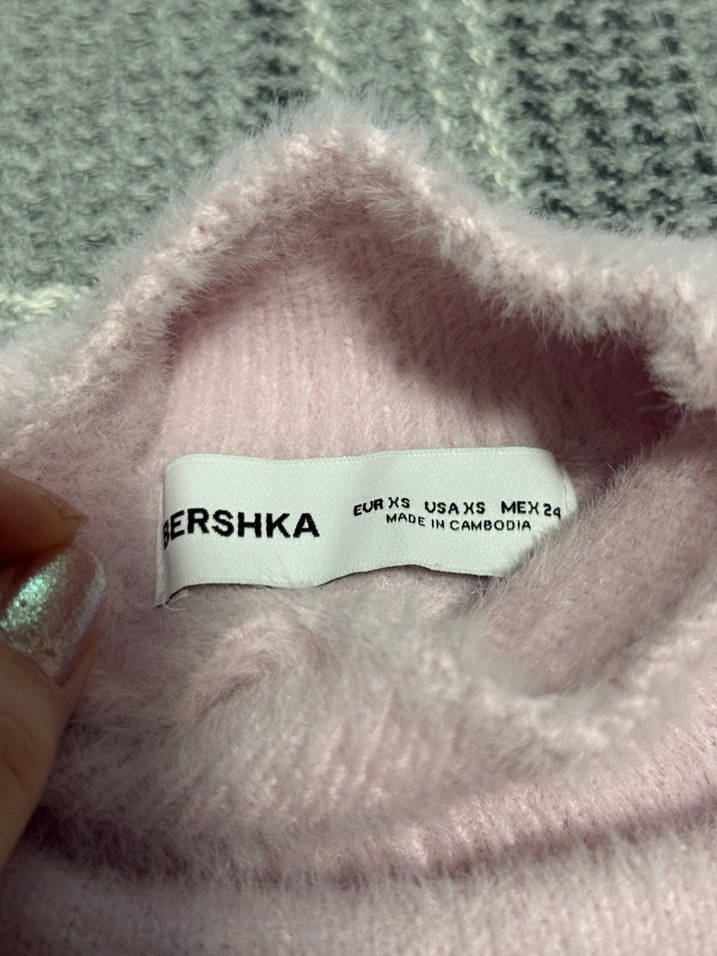 BERSHKA
EUR XS USA XS MEX 24
MADE IN CAMBODIA